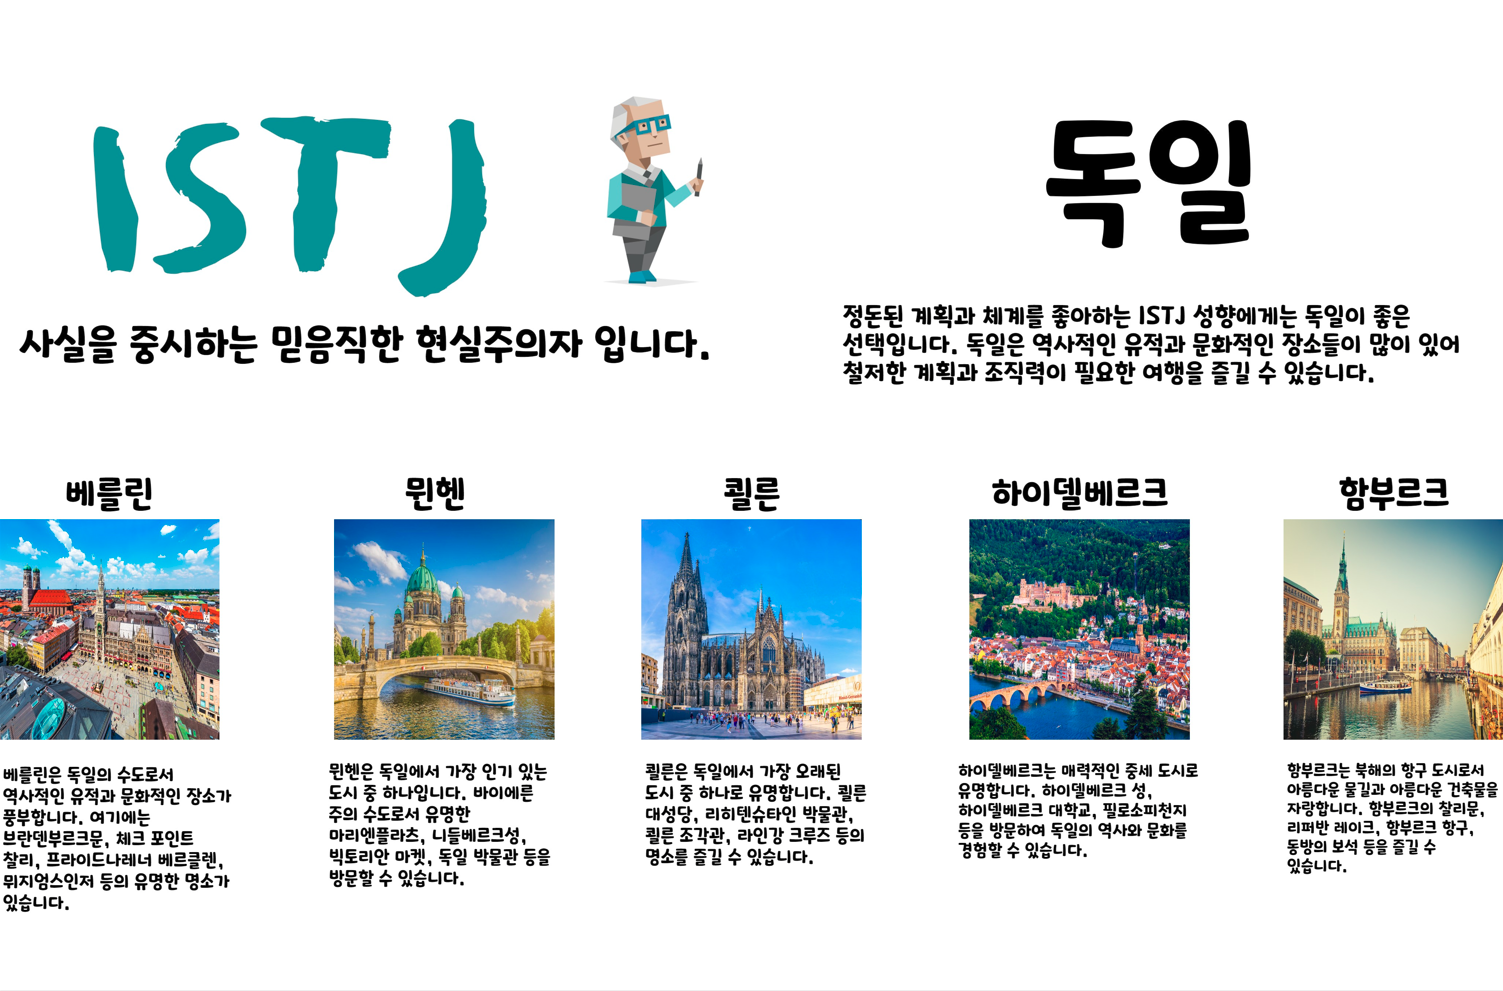 ISTJ
사실을 중시하는 믿음직한 현실주의자 입니다.
독일
정돈된 계획과 체계를 좋아하는 ISTJ 성향에게는 독일이 좋은
선택입니다. 독일은 역사적인 유적과 문화적인 장소들이 많이 있어
철저한 계획과 조직력이 필요한 여행을 즐길 수 있습니다.
베를린
베를린은 독일의 수도로서
역사적인 유적과 문화적인 장소가
풍부합니다. 여기에는
브란덴부르크문, 체크 포인트
찰리, 프라이드나레너 베르클렌,
뮈지엄스인저 등의 유명한 명소가
있습니다.
뮌헨
뮌헨은 독일에서 가장 인기 있는
도시 중 하나입니다. 바이에른
주의 수도로서 유명한
마리엔플라츠, 니들베르크성,
빅토리안 마켓, 독일 박물관 등을
방문할 수 있습니다.
쾰른
쾰른은 독일에서 가장 오래된
도시 중 하나로 유명합니다. 쾰른
대성당, 리히텐슈타인 박물관,
쾰른 조각관, 라인강 크루즈 등의
명소를 즐길 수 있습니다.
하이델베르크
하이델베르크는 매력적인 중세 도시로
유명합니다. 하이델베르크 성,
하이델베르크 대학교, 필로소피천지
등을 방문하여 독일의 역사와 문화를
경험할 수 있습니다.
함부르크
함부르크는 북해의 항구 도시로서
아름다운 물길과 아름다운 건축물을
자랑합니다. 함부르크의 찰리문,
리퍼반 레이크, 함부르크 항구,
동방의 보석 등을 즐길 수
있습니다.